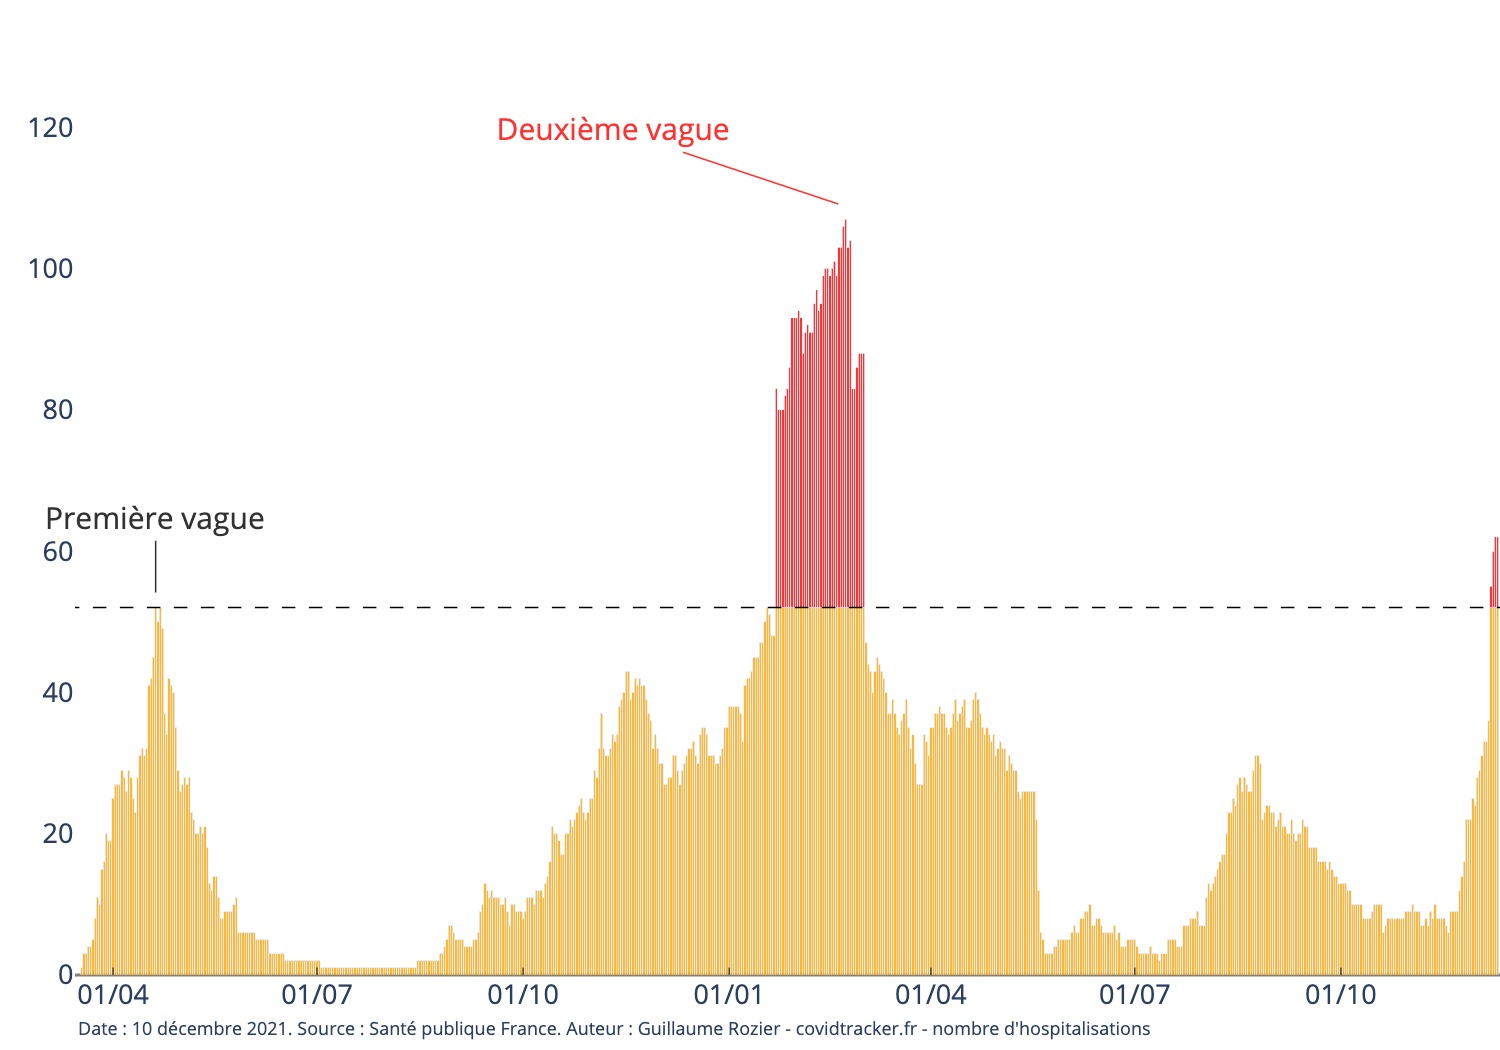 120
Deuxième vague
100
80
Première vague
60
40
20
0
01/04 01/07 01/10 01/01 01/04 01/07 01/10
Date : 10 décembre 2021. Source : Santé publique France. Auteur : Guillaume Rozier - covidtracker.fr - nombre d'hospitalisations